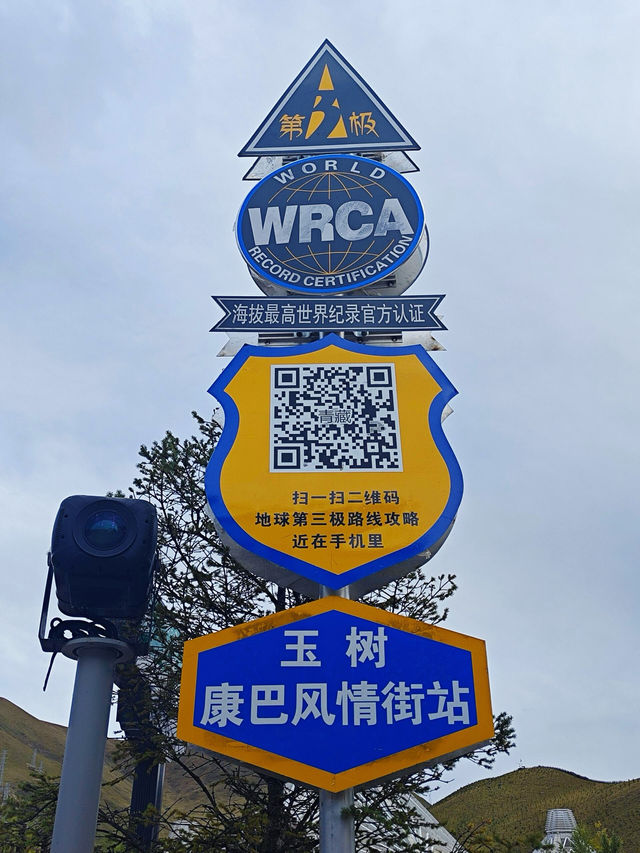 第三极
WORLD
WRCA
RECORD CERTIFICATION
海拔最高世界纪录官方认证
青藏
扫一扫二维码
地球第三极路线攻略
近在手机里
玉树
康巴风情街站